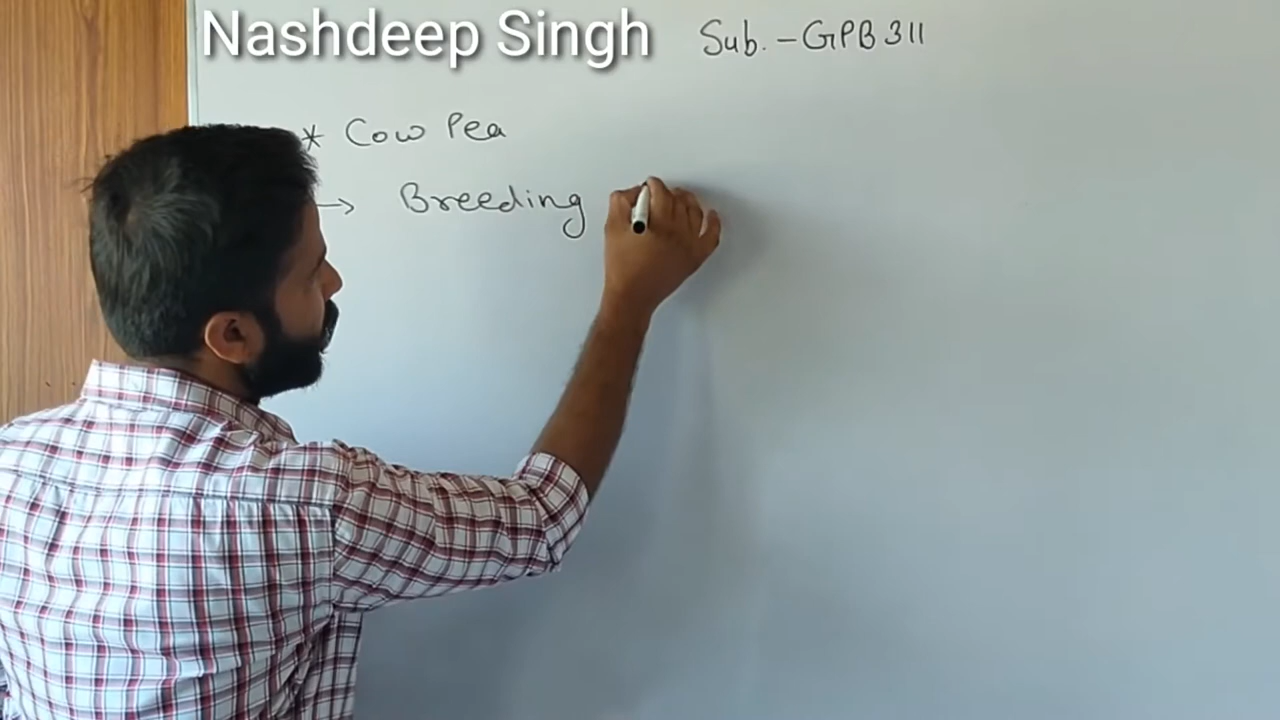 Nashdeep Singh
Sub. - GPB 311
* Cow Pea
→ Breeding